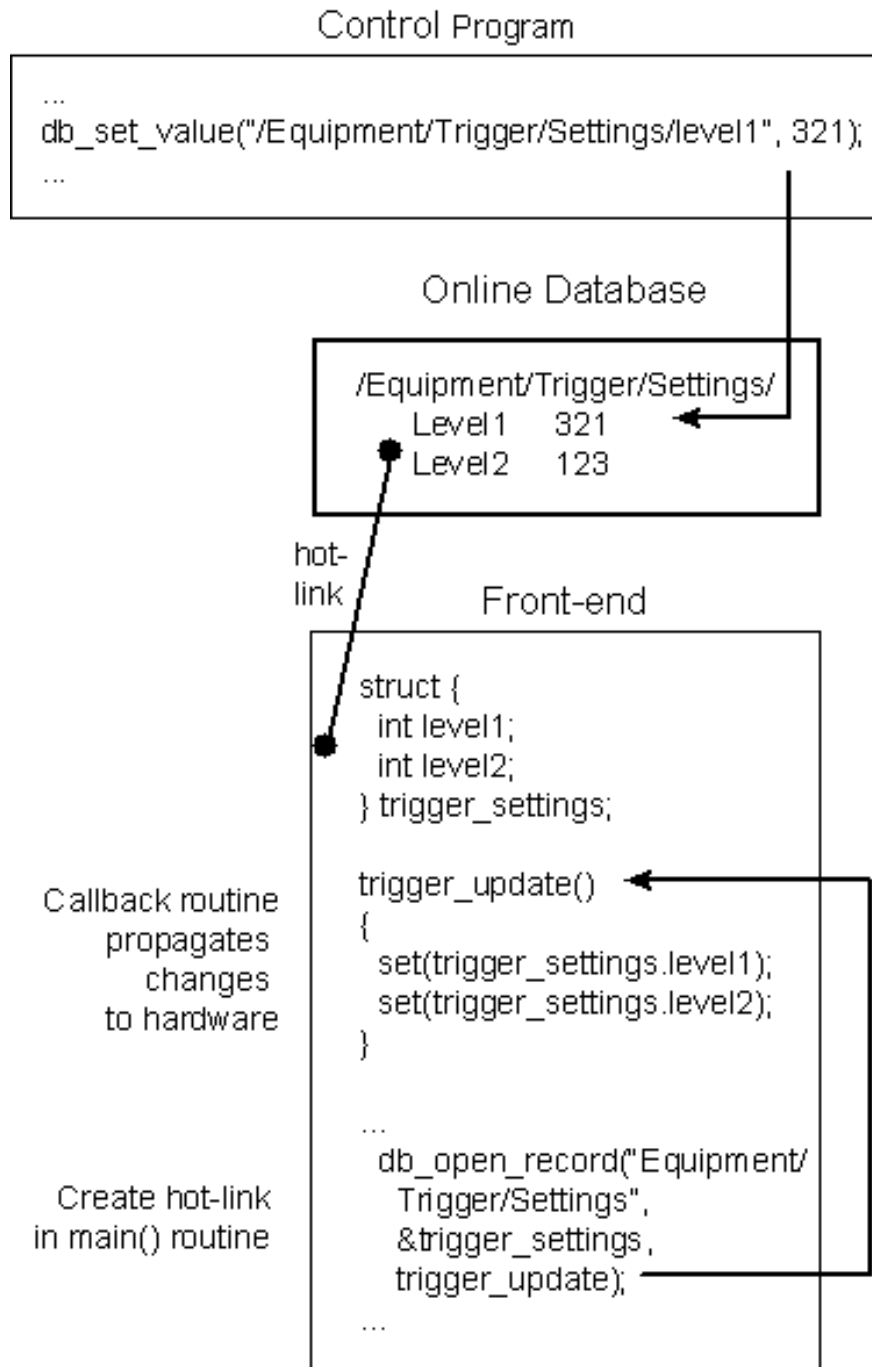 Control Program
...
db_set_value("/Equipment/Trigger/Settings/level1", 321);
...
Online Database
/Equipment/Trigger/Settings/
Level1 321
Level2 123
hot-
link
Front-end
struct {
int level1;
int level2;
} trigger_settings;
Callback routine
propagates
changes
to hardware
trigger_update()
{
set(trigger_settings.level1);
set(trigger_settings.level2);
}
...
Create hot-link
in main() routine
db_open_record("Equipment/
Trigger/Settings",
&trigger_settings,
trigger_update);
...